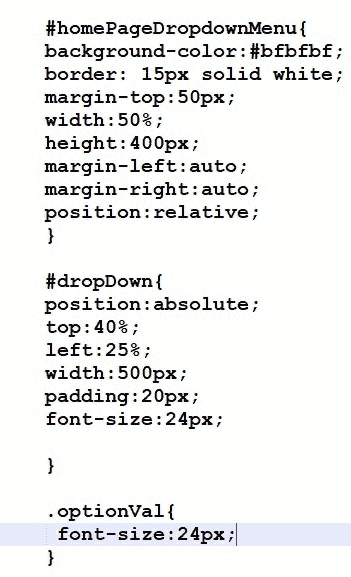 #homePageDropdownMenu{
background-color:#bfbfbf;
border: 15px solid white;
margin-top:50px;
width:50%;
height:400px;
margin-left:auto;
margin-right:auto;
position:relative;
}

#dropDown{
position:absolute;
top:40%;
left:25%;
width:500px;
padding:20px;
font-size:24px;

}

.optionVal{
font-size:24px;
}